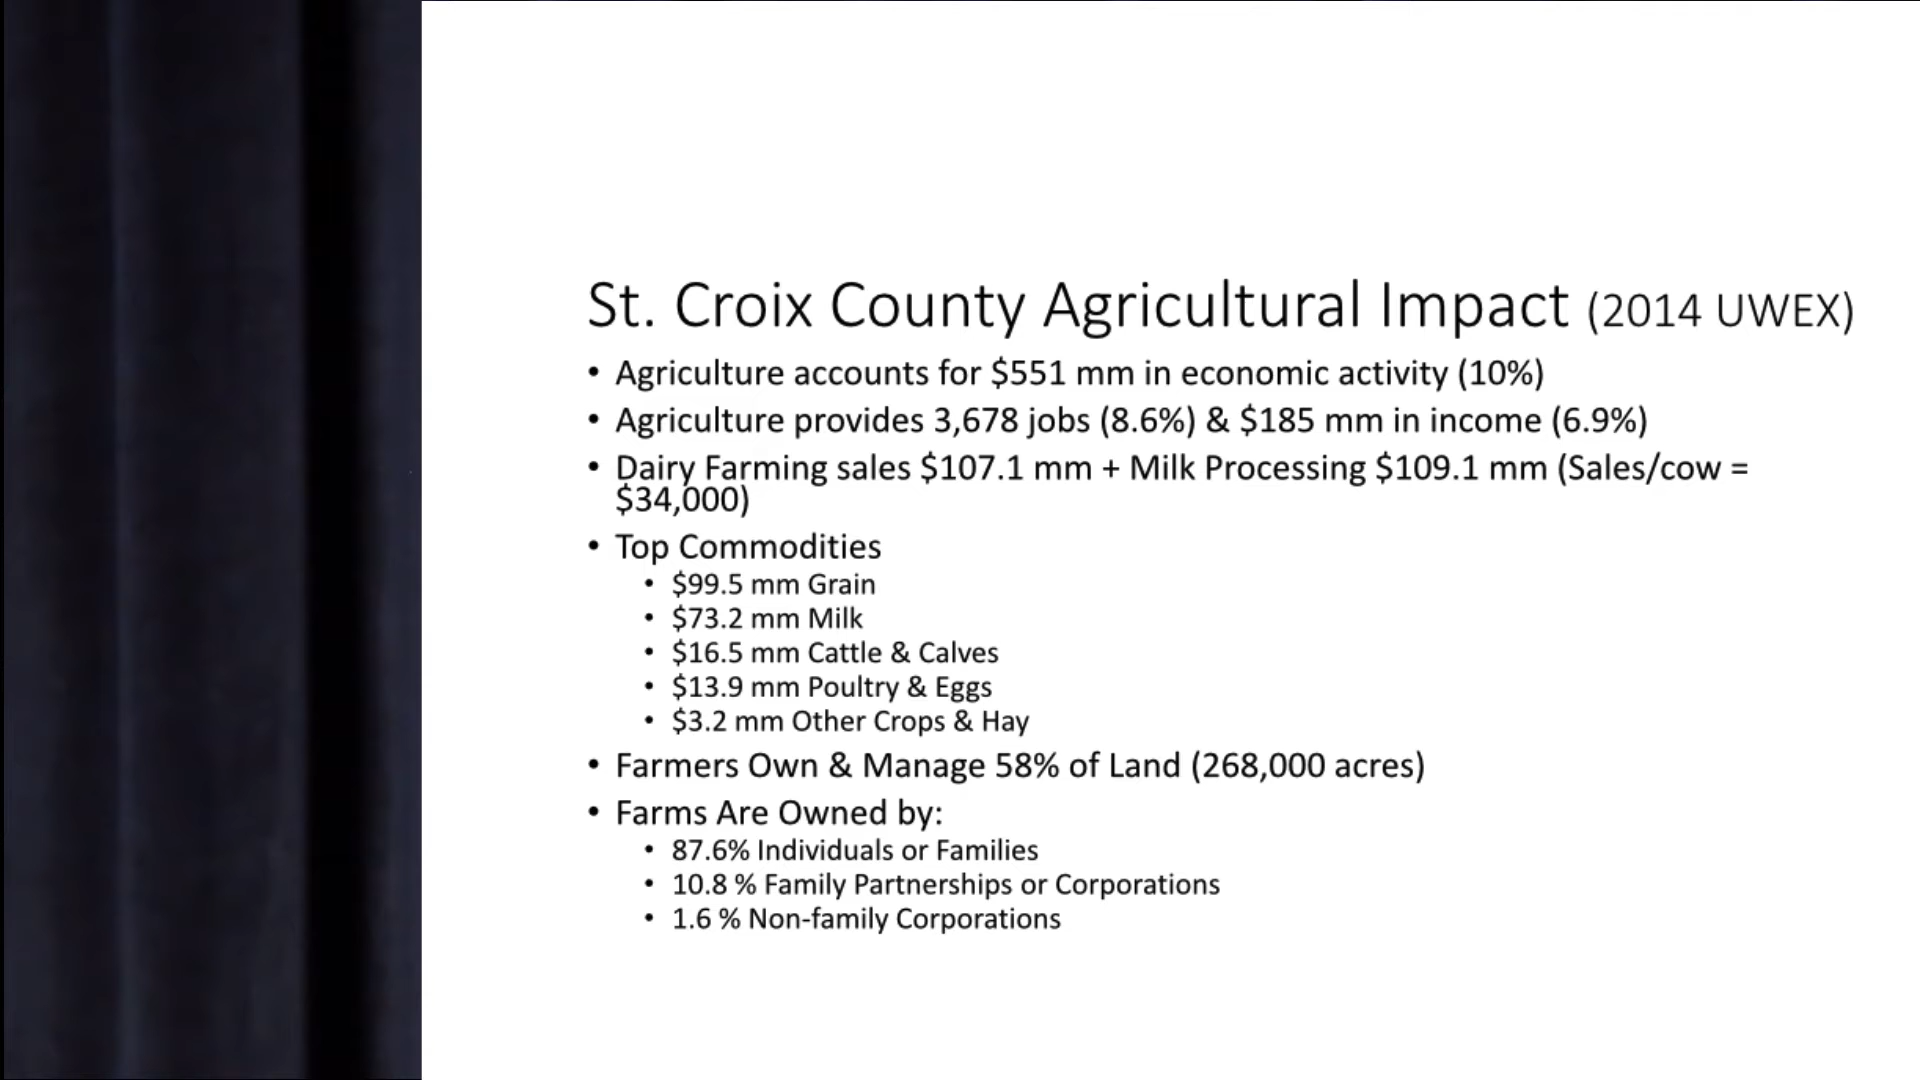 St. Croix County Agricultural Impact (2014 UWEX)
• Agriculture accounts for $551 mm in economic activity (10%)
• Agriculture provides 3,678 jobs (8.6%) & $185 mm in income (6.9%)
• Dairy Farming sales $107.1 mm + Milk Processing $109.1 mm (Sales/cow =
$34,000)
• Top Commodities
• $99.5 mm Grain
• $73.2 mm Milk
• $16.5 mm Cattle & Calves
• $13.9 mm Poultry & Eggs
• $3.2 mm Other Crops & Hay
• Farmers Own & Manage 58% of Land (268,000 acres)
• Farms Are Owned by:
• 87.6% Individuals or Families
• 10.8 % Family Partnerships or Corporations
• 1.6 % Non-family Corporations